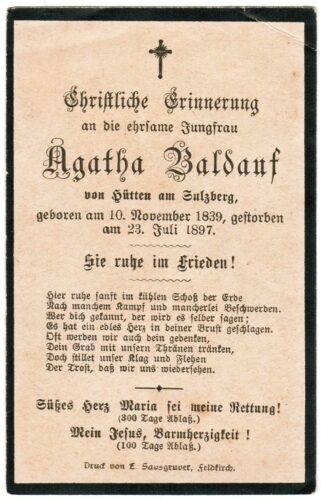 Christliche Erinnerung
an die ehrsame Jungfrau
Agatha Baldauf
von Hütten am Sulzberg,
geboren am 10. November 1839, gestorben
am 23. Juli 1897.
Sie ruhe im Frieden!
Hier ruhe sanft im kühlen Schoß der Erde
Nach manchem Kampf und mancherlei Beschwerden.
Wer dich gekannt, der wird es selber sagen;
Es hat ein edles Herz in deiner Brust geschlagen.
Oft werden wir auch dein gedenken,
Dein Grab mit unsern Thränen tränken,
Doch stillet unser Klag und Flehen
Der Trost, daß wir uns wiedersehen.
Süßes Herz Maria sei meine Rettung!
(300 Tage Ablaß.)
Mein Jesus, Barmherzigkeit!
(100 Tage Ablaß.)
Druck von L. Sausgruber, Feldkirch.